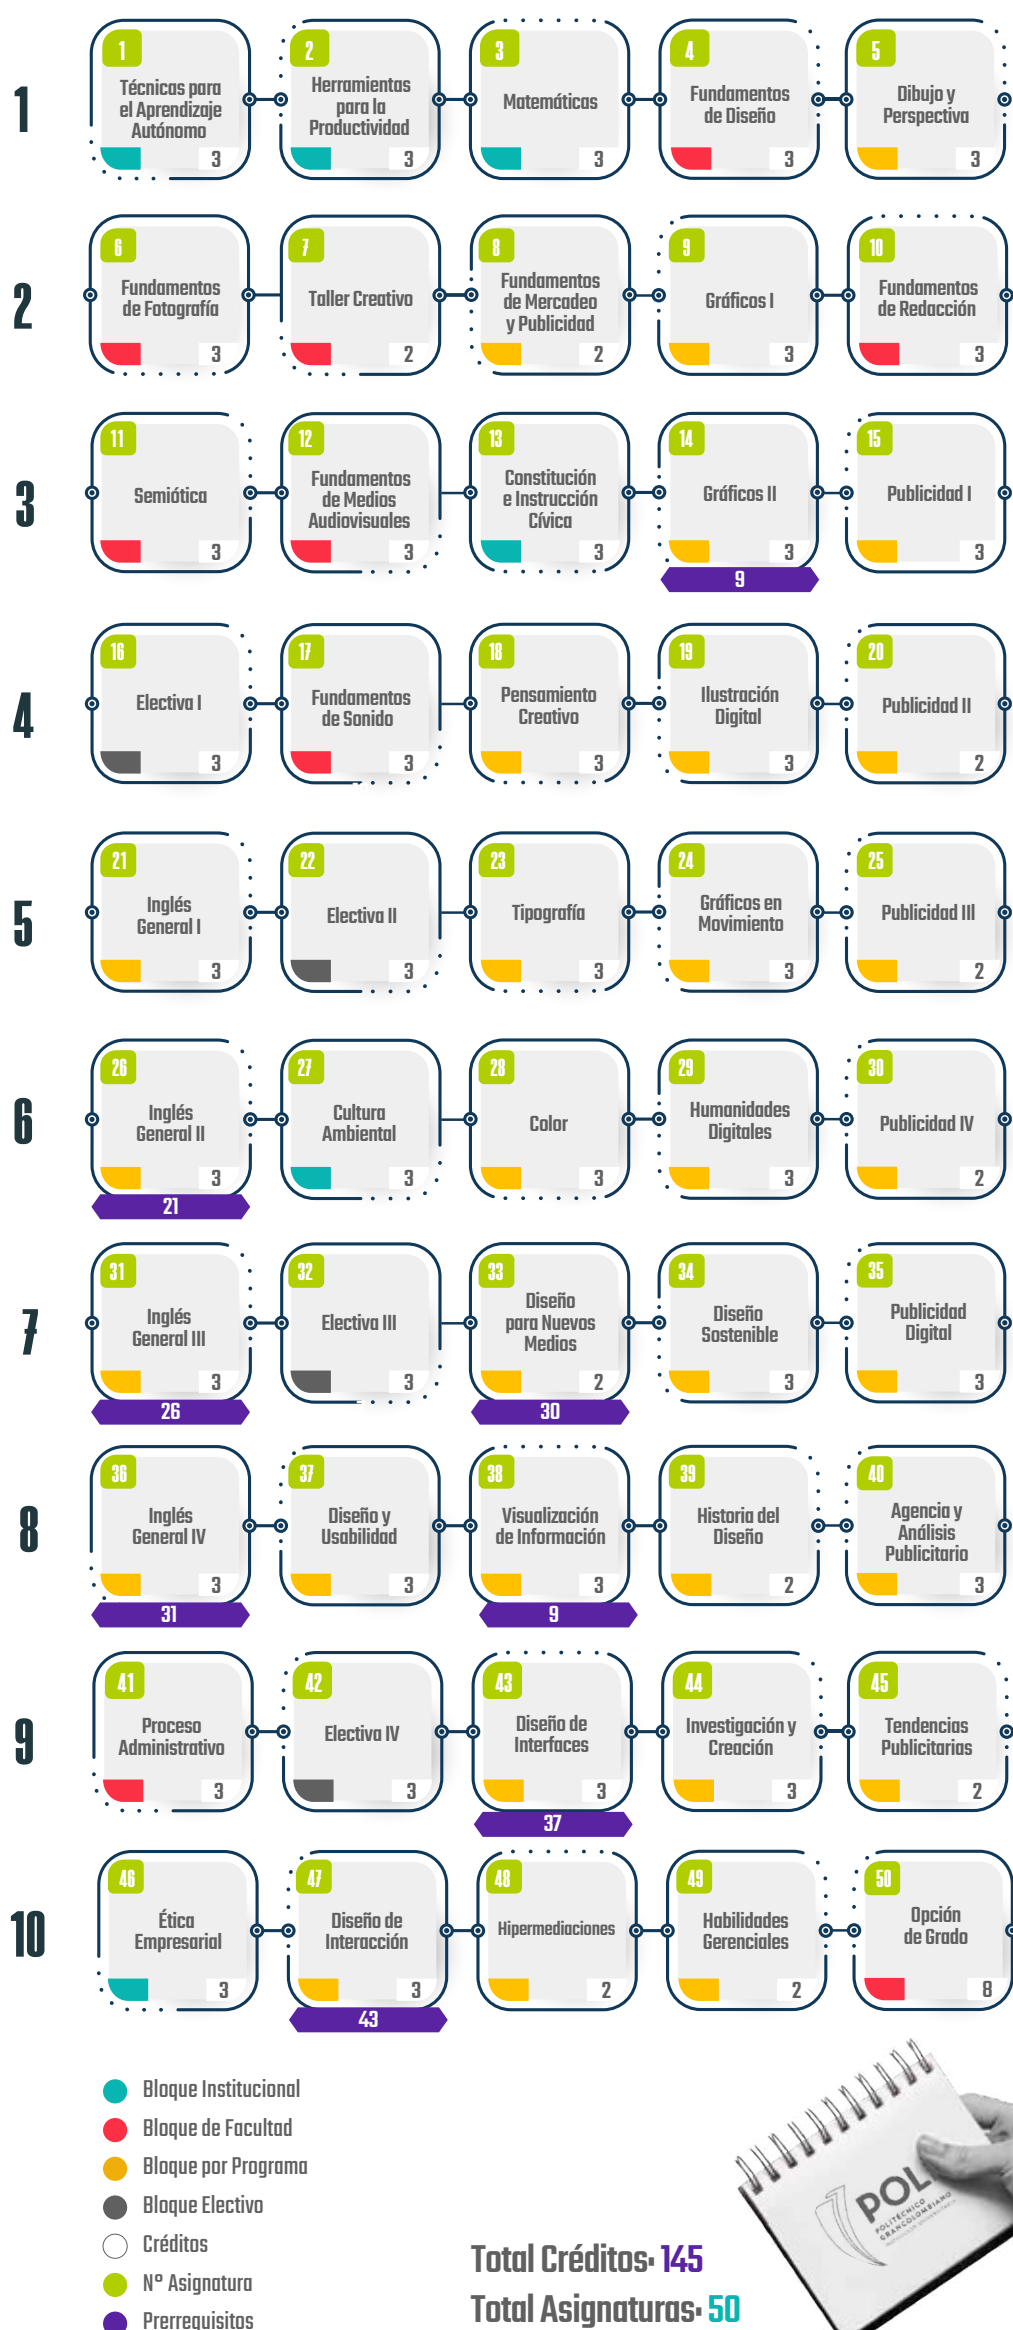 1
1
Técnicas para
el Aprendizaje
Autónomo
3
2
Herramientas
para la
Productividad
3
3
Matemáticas
3
4
Fundamentos
de Diseño
3
5
Dibujo y
Perspectiva
3
2
6
Fundamentos
de Fotografía
3
7
Taller Creativo
2
8
Fundamentos
de Mercadeo
y Publicidad
2
9
Gráficos I
3
10
Fundamentos
de Redacción
3
3
11
Semiótica
3
12
Fundamentos
de Medios
Audiovisuales
3
13
Constitución
e Instrucción
Cívica
3
14
Gráficos II
3
9
15
Publicidad I
3
4
16
Electiva I
3
17
Fundamentos
de Sonido
3
18
Pensamiento
Creativo
3
19
Ilustración
Digital
3
20
Publicidad II
2
5
21
Inglés
General I
3
22
Electiva II
3
23
Tipografía
3
24
Gráficos en
Movimiento
3
25
Publicidad III
2
6
26
Inglés
General II
3
21
27
Cultura
Ambiental
3
28
Color
3
29
Humanidades
Digitales
3
30
Publicidad IV
2
7
31
Inglés
General III
3
26
32
Electiva III
3
33
Diseño
para Nuevos
Medios
2
30
34
Diseño
Sostenible
3
35
Publicidad
Digital
3
8
36
Inglés
General IV
3
31
37
Diseño y
Usabilidad
3
38
Visualización
de Información
3
9
39
Historia del
Diseño
2
40
Agencia y
Análisis
Publicitario
3
9
41
Proceso
Administrativo
3
42
Electiva IV
3
43
Diseño de
Interfaces
3
37
44
Investigación y
Creación
3
45
Tendencias
Publicitarias
2
10
46
Ética
Empresarial
3
47
Diseño de
Interacción
3
43
48
Hipermediaciones
2
49
Habilidades
Gerenciales
2
50
Opción
de Grado
8
Bloque Institucional
Bloque de Facultad
Bloque por Programa
Bloque Electivo
Créditos
N° Asignatura
Prerrequisitos
Total Créditos: 145
Total Asignaturas: 50
POLI
POLITÉCNICO
GRANCOLOMBIANO